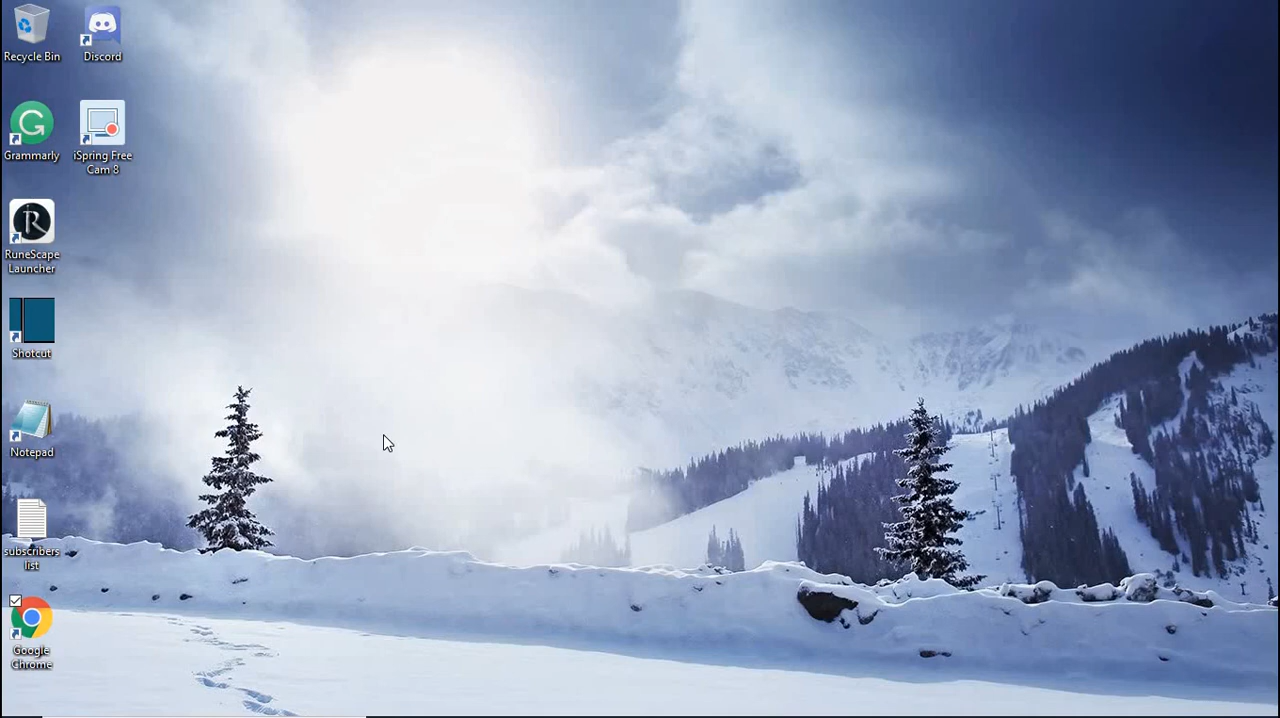 Recycle Bin
Discord
Grammarly
iSpring Free
Cam 8
RuneScape
Launcher
Shotcut
Notepad
subscribers
list
Google
Chrome